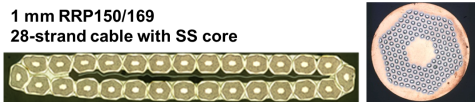 1 mm RRP150/169
28-strand cable with SS core